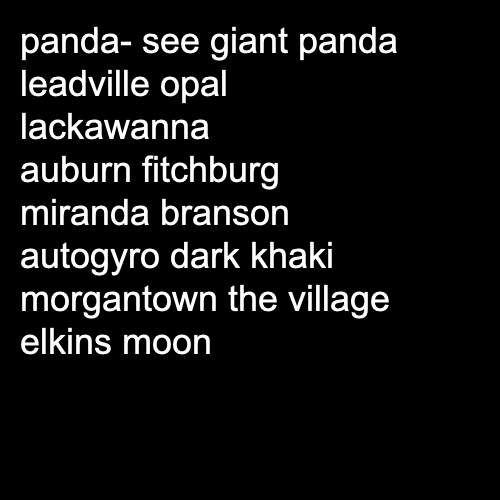 panda- see giant panda
leadville opal
lackawanna
auburn fitchburg
miranda branson
autogyro dark khaki
morgantown the village
elkins moon